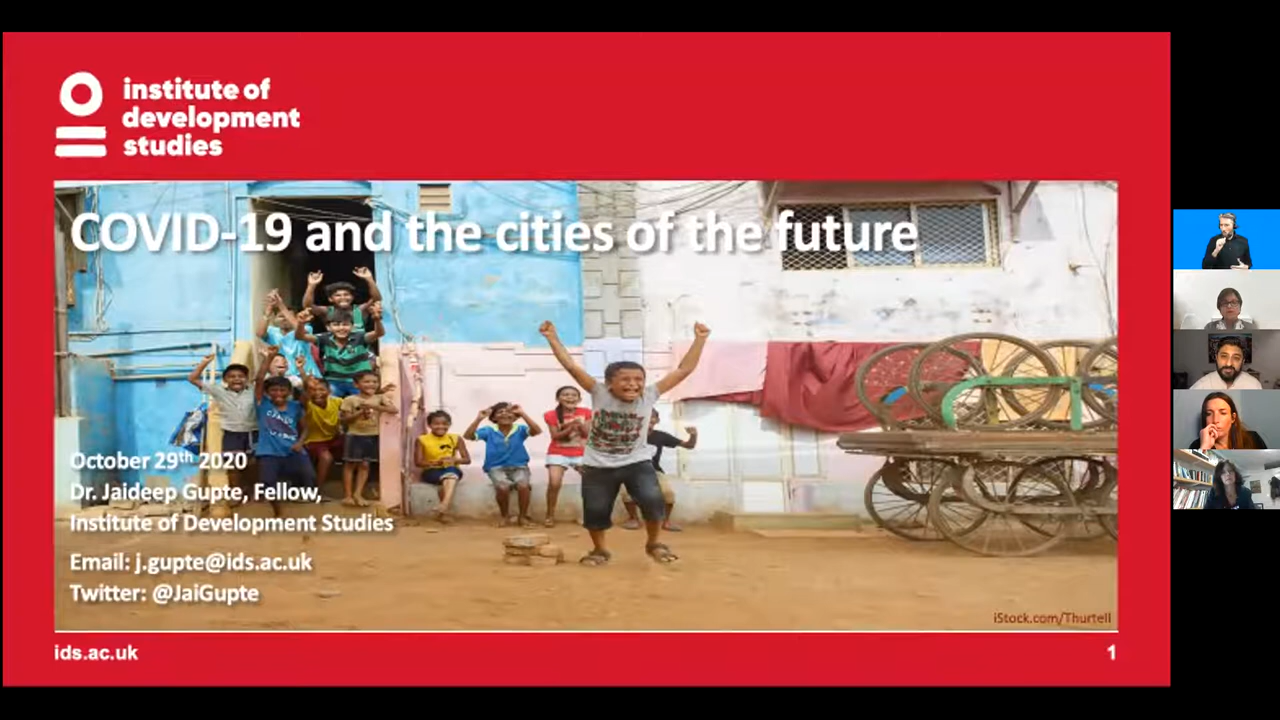 institute of
development
studies
COVID-19 and the cities of the future
October 29th 2020
Dr. Jaideep Gupte, Fellow,
Institute of Development Studies
Email: j.gupte@ids.ac.uk
Twitter: @JaiGupte
iStock.com/Thurtell
ids.ac.uk
1